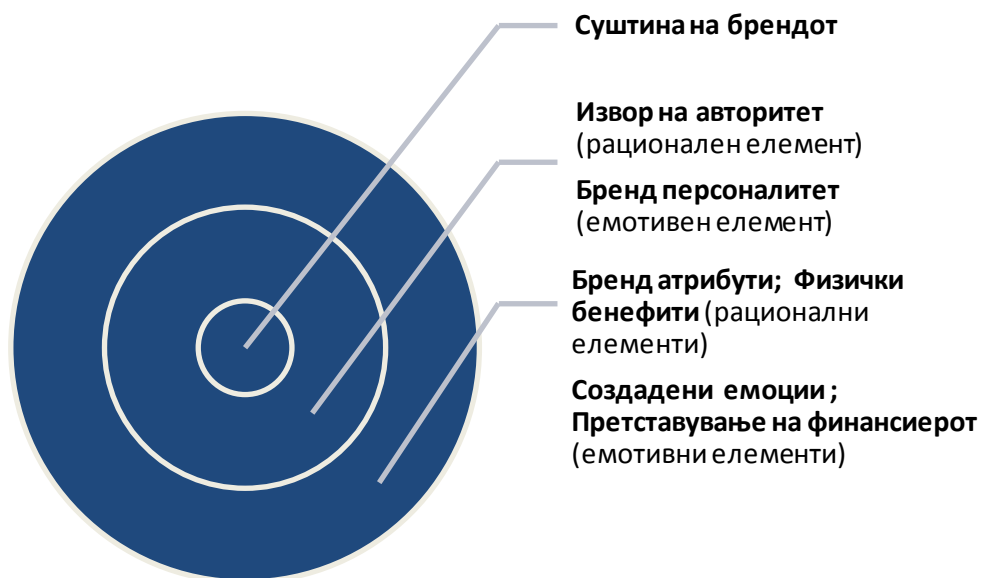 Суштина на брендот
Извор на авторитет
(рационален елемент)
Бренд персоналитет
(емотивен елемент)
Бренд атрибути; Физички
бенефити (рационални
елементи)
Создадени емоции ;
Претставување на финансиерот
(емотивни елементи)